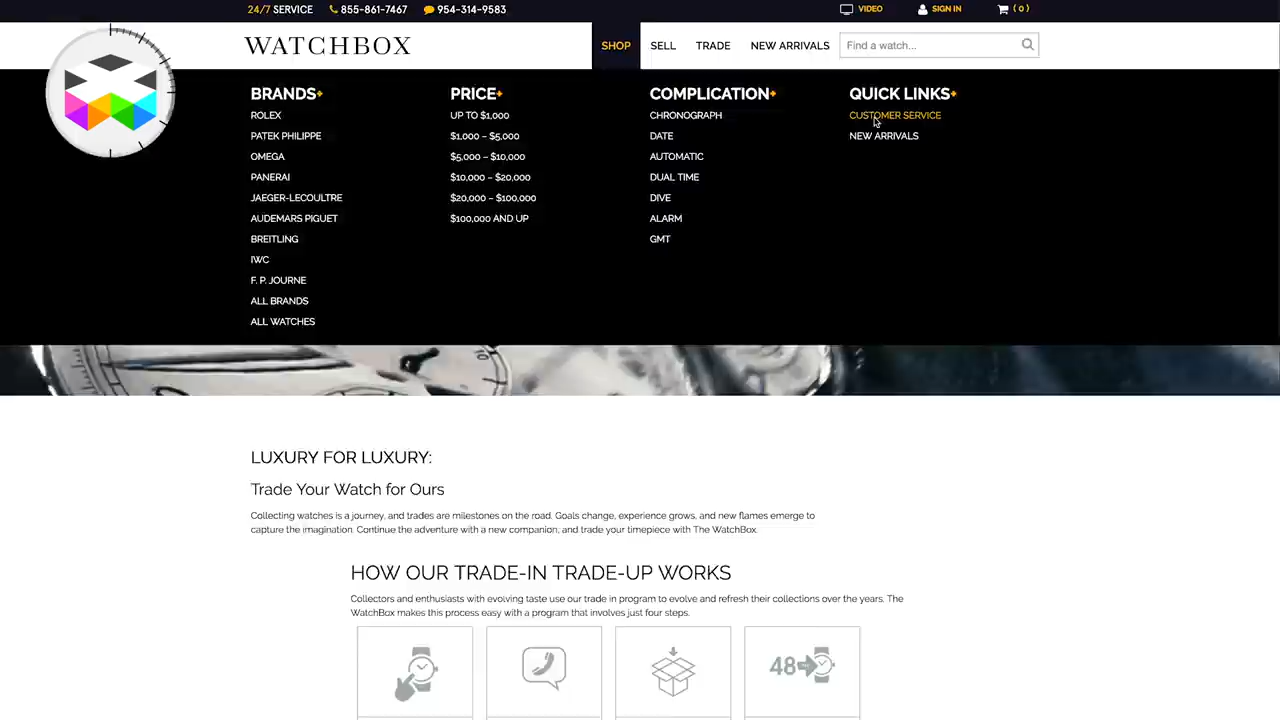 24/7 SERVICE 855-861-7467 954-314-9583 VIDEO SIGN IN ( 0 )
WATCHBOX SHOP SELL TRADE NEW ARRIVALS Find a watch...
BRANDS+
ROLEX
PATEK PHILIPPE
OMEGA
PANERAI
JAEGER-LECOULTRE
AUDEMARS PIGUET
BREITLING
IWC
F. P. JOURNE
ALL BRANDS
ALL WATCHES
PRICE+
UP TO $1,000
$1,000 – $5,000
$5,000 – $10,000
$10,000 – $20,000
$20,000 – $100,000
$100,000 AND UP
COMPLICATION+
CHRONOGRAPH
DATE
AUTOMATIC
DUAL TIME
DIVE
ALARM
GMT
QUICK LINKS+
CUSTOMER SERVICE
NEW ARRIVALS
LUXURY FOR LUXURY:
Trade Your Watch for Ours
Collecting watches is a journey, and trades are milestones on the road. Goals change, experience grows, and new flames emerge to
capture the imagination. Continue the adventure with a new companion; and trade your timepiece with The WatchBox.
HOW OUR TRADE-IN TRADE-UP WORKS
Collectors and enthusiasts with evolving taste use our trade in program to evolve and refresh their collections over the years. The
WatchBox makes this process easy with a program that involves just four steps.
48